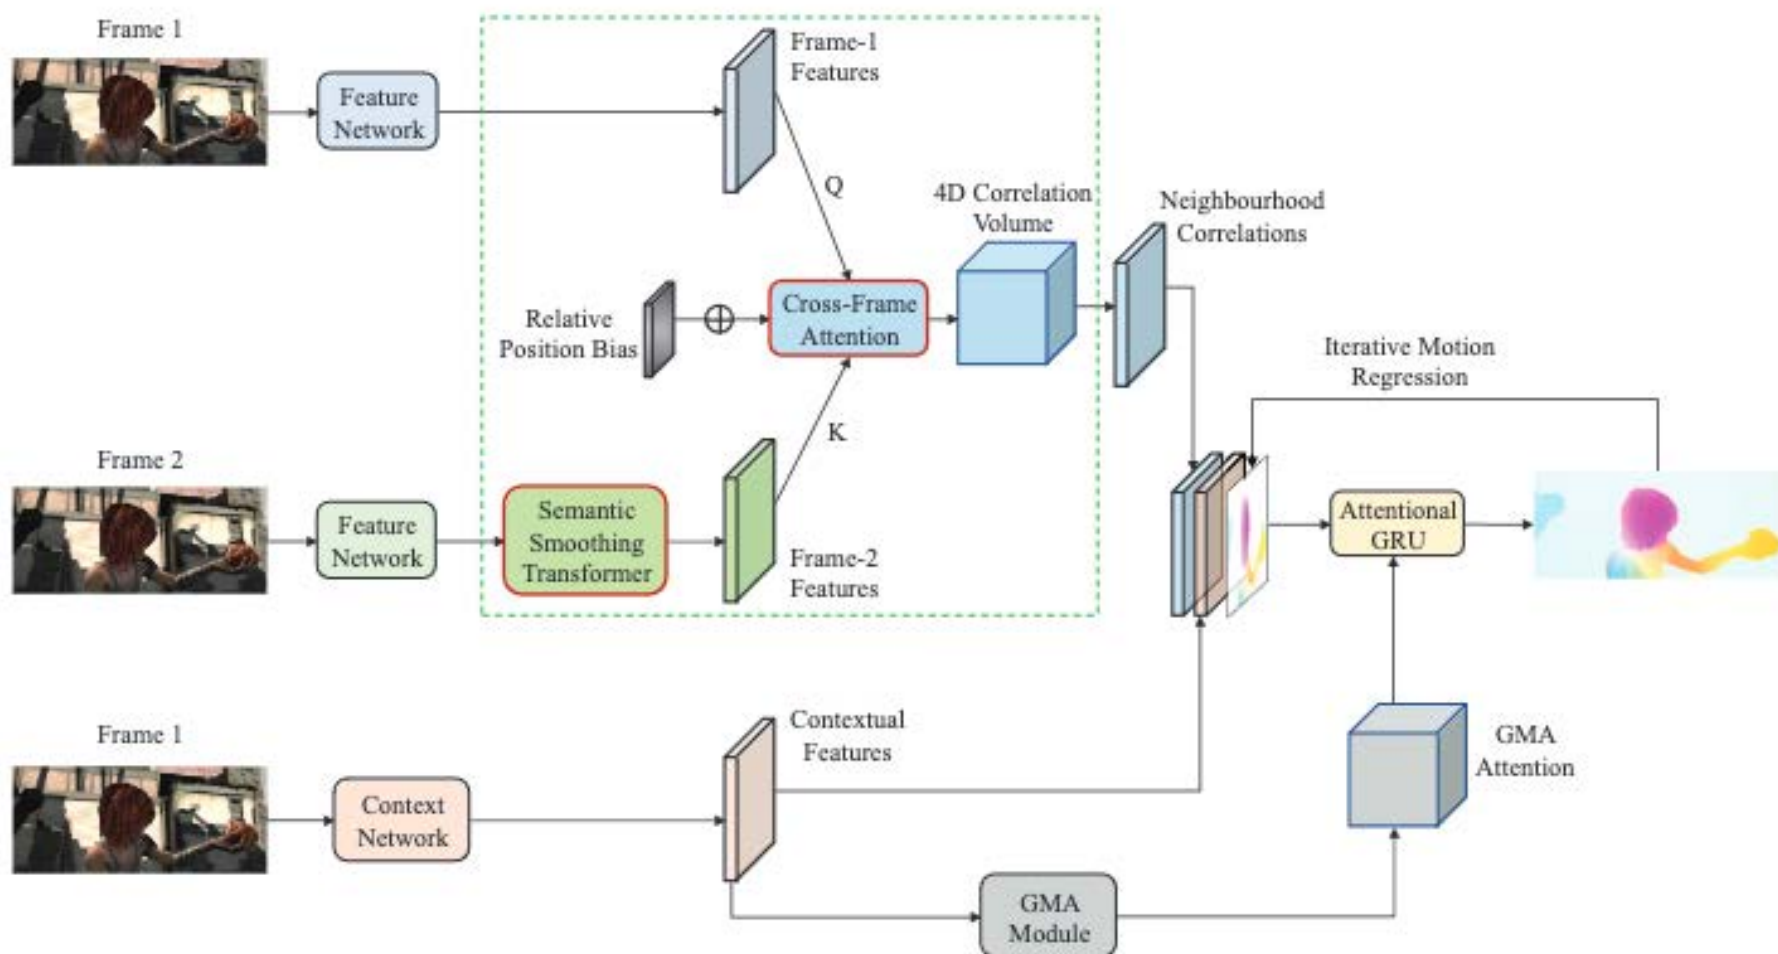 Frame 1
Feature
Network
Frame-1
Features
Q
4D Correlation
Volume
Neighbourhood
Correlations
Relative
Position Bias
Cross-Frame
Attention
K
Iterative Motion
Regression
Frame 2
Feature
Network
Semantic
Smoothing
Transformer
Frame-2
Features
Attentional
GRU
Frame 1
Context
Network
Contextual
Features
GMA
Attention
GMA
Module